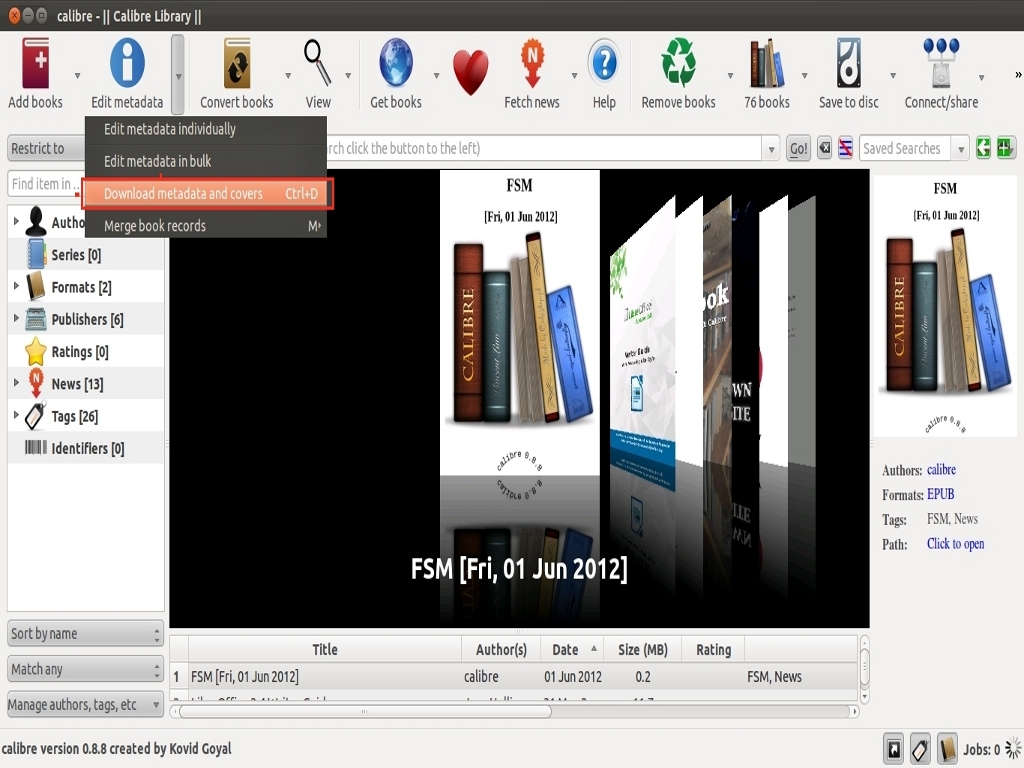 calibre - || Calibre Library ||
Add books
Edit metadata
Convert books
View
Get books
Fetch news
Help
Remove books
76 books
Save to disc
Connect/share
»
Edit metadata individually
Edit metadata in bulk
Download metadata and covers Ctrl+D
Merge book records M
Restrict to
rch click the button to the left)
Go!
Saved Searches
Find item in ..
Autho
Series [0]
Formats [2]
Publishers [6]
Ratings [0]
News [13]
Tags [26]
Identifiers [0]
FSM
[Fri, 01 Jun 2012]
CALIBRE
calibre 0.8.8
ook
WN
ITE
FSM [Fri, 01 Jun 2012]
FSM
[Fri, 01 Jun 2012]
CALIBRE
calibre 0.8.8
Authors: calibre
Formats: EPUB
Tags: FSM, News
Path: Click to open
Sort by name
Match any
Manage authors, tags, etc
Title Author(s) Date Size (MB) Rating
1 FSM [Fri, 01 Jun 2012] calibre 01 Jun 2012 0.2 FSM, News
calibre version 0.8.8 created by Kovid Goyal
Jobs: 0